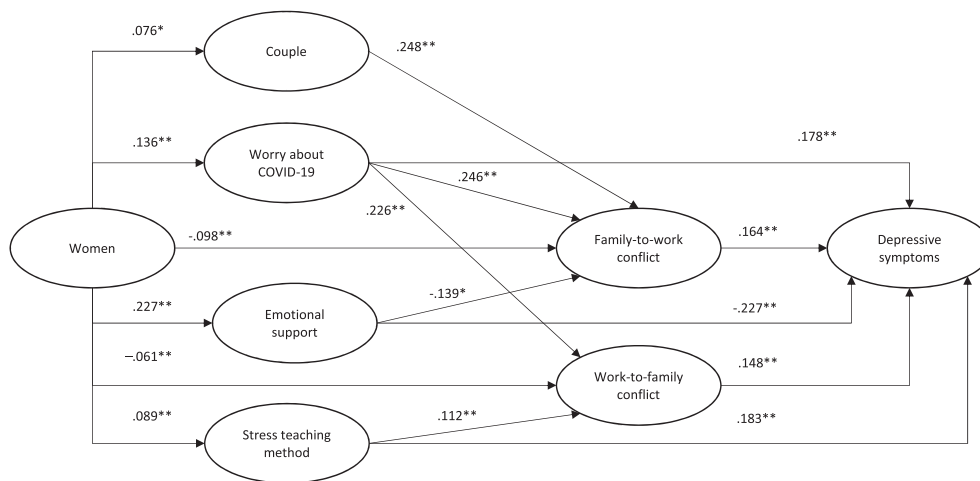 .076*
Couple
.248**
.136**
Worry about
COVID-19
.178**
.246**
.226**
Women
-.098**
Family-to-work
conflict
.164**
Depressive
symptoms
.227**
Emotional
support
-.139*
-.227**
–.061**
Work-to-family
conflict
.148**
.089**
Stress teaching
method
.112**
.183**